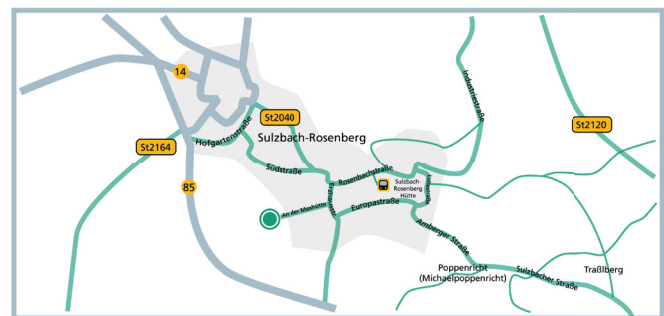 14
St2040
Industriestraße
St2120
Hofgartenstraße
Sulzbach-Rosenberg
St2164
Südstraße
Rosenbachstraße
85
Sulzbach-
Rosenberg
Hütte
An der Maxhütte
Europastraße
Amberger Straße
Poppenricht
(Michaelpoppenricht)
Sulzbacher Straße
Traßlberg